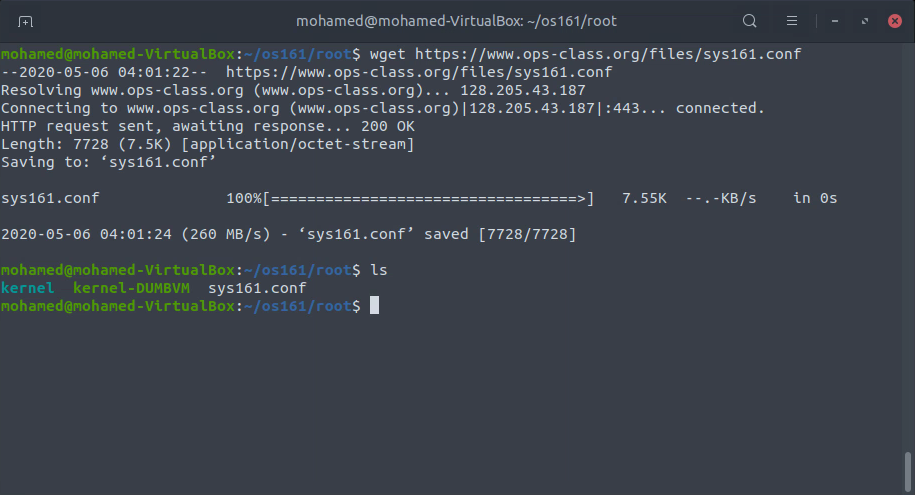 mohamed@mohamed-VirtualBox: ~/os161/root
mohamed@mohamed-VirtualBox:~/os161/root$ wget https://www.ops-class.org/files/sys161.conf
--2020-05-06 04:01:22--  https://www.ops-class.org/files/sys161.conf
Resolving www.ops-class.org (www.ops-class.org)... 128.205.43.187
Connecting to www.ops-class.org (www.ops-class.org)|128.205.43.187|:443... connected.
HTTP request sent, awaiting response... 200 OK
Length: 7728 (7.5K) [application/octet-stream]
Saving to: ‘sys161.conf’
sys161.conf              100%[==================================>]   7.55K  --.-KB/s    in 0s
2020-05-06 04:01:24 (260 MB/s) - ‘sys161.conf’ saved [7728/7728]
mohamed@mohamed-VirtualBox:~/os161/root$ ls
kernel  kernel-DUMBVM  sys161.conf
mohamed@mohamed-VirtualBox:~/os161/root$